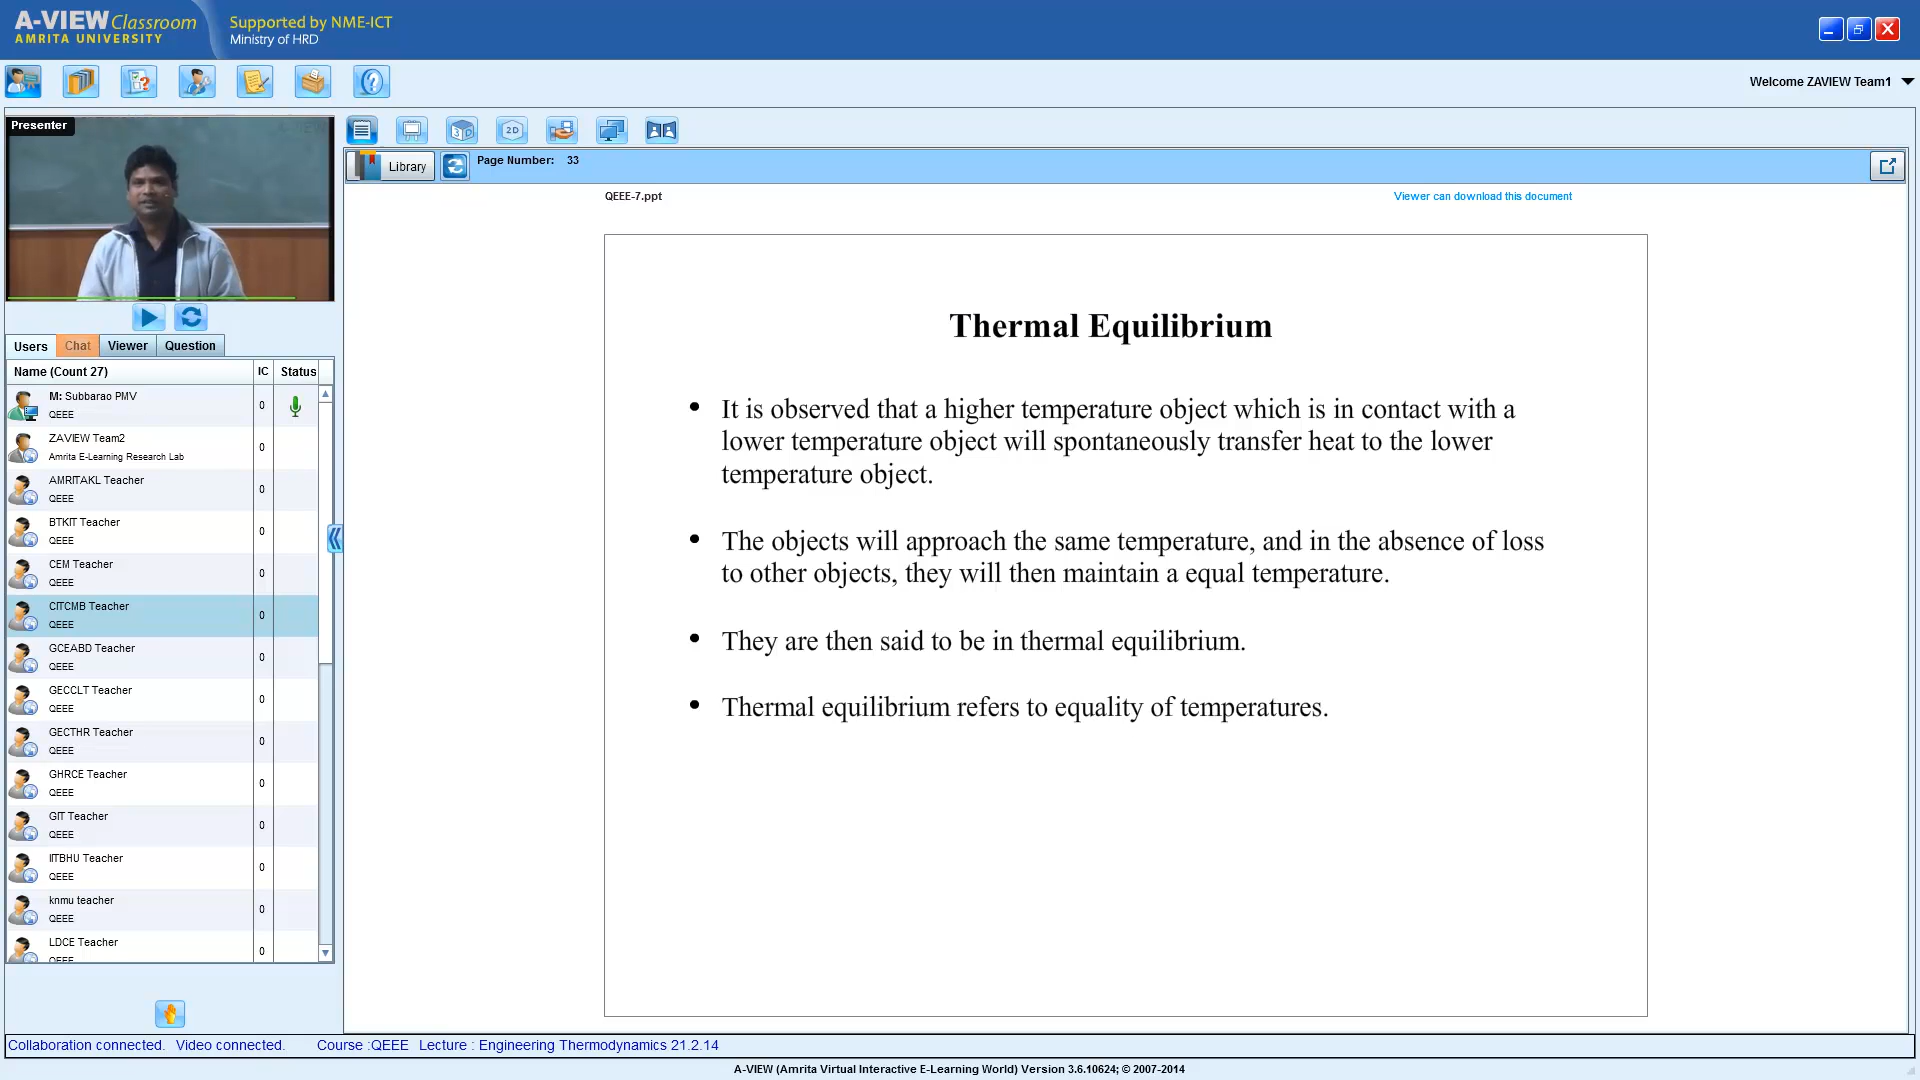 A-VIEW Classroom
AMRITA UNIVERSITY
Supported by NME-ICT
Ministry of HRD
Welcome ZAVIEW Team1
Presenter
Library
Page Number: 33
QEEE-7.ppt
Viewer can download this document
Users Chat Viewer Question
Name (Count 27) IC Status
M: Subbarao PMV
QEEE
0
ZAVIEW Team2
Amrita E-Learning Research Lab
0
AMRITAKL Teacher
QEEE
0
BTKIT Teacher
QEEE
0
CEM Teacher
QEEE
0
CITCMB Teacher
QEEE
0
GCEABD Teacher
QEEE
0
GECCLT Teacher
QEEE
0
GECTHR Teacher
QEEE
0
GHRCE Teacher
QEEE
0
GIT Teacher
QEEE
0
IITBHU Teacher
QEEE
0
knmu teacher
QEEE
0
LDCE Teacher
QEEE
0
Thermal Equilibrium
• It is observed that a higher temperature object which is in contact with a
lower temperature object will spontaneously transfer heat to the lower
temperature object.
• The objects will approach the same temperature, and in the absence of loss
to other objects, they will then maintain a equal temperature.
• They are then said to be in thermal equilibrium.
• Thermal equilibrium refers to equality of temperatures.
Collaboration connected. Video connected. Course :QEEE Lecture : Engineering Thermodynamics 21.2.14
A-VIEW (Amrita Virtual Interactive E-Learning World) Version 3.6.10624; © 2007-2014